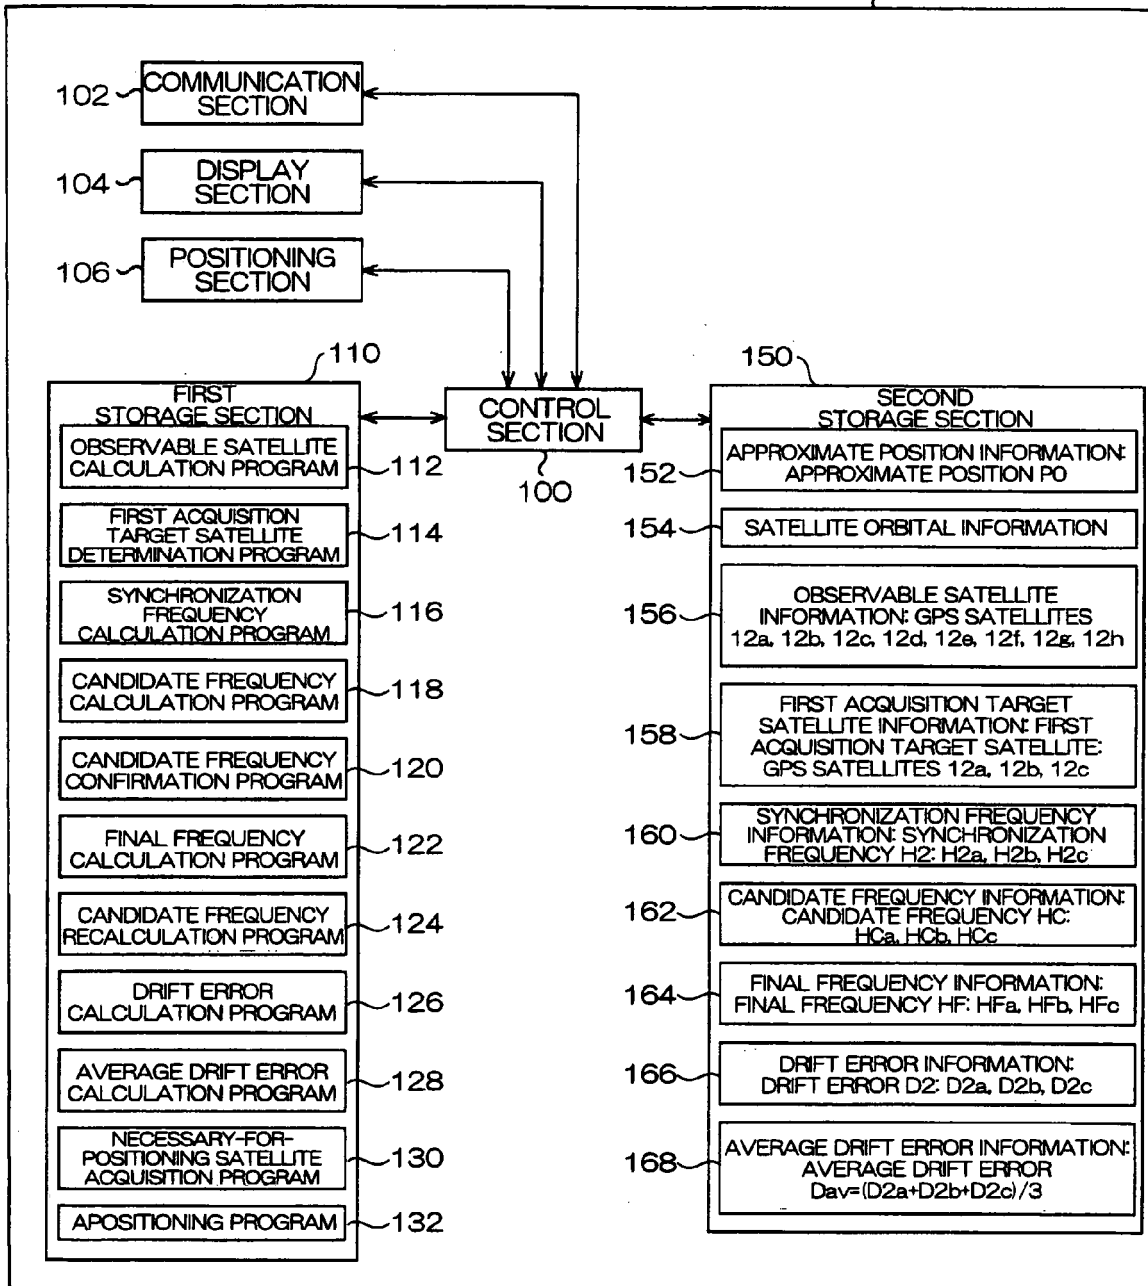 COMMUNICATION
SECTION
102
DISPLAY
SECTION
104
POSITIONING
SECTION
106
110
FIRST
STORAGE SECTION
OBSERVABLE SATELLITE
CALCULATION PROGRAM
112
FIRST ACQUISITION
TARGET SATELLITE
DETERMINATION PROGRAM
114
SYNCHRONIZATION
FREQUENCY
CALCULATION PROGRAM
116
CANDIDATE FREQUENCY
CALCULATION PROGRAM
118
CANDIDATE FREQUENCY
CONFIRMATION PROGRAM
120
FINAL FREQUENCY
CALCULATION PROGRAM
122
CANDIDATE FREQUENCY
RECALCULATION PROGRAM
124
DRIFT ERROR
CALCULATION PROGRAM
126
AVERAGE DRIFT ERROR
CALCULATION PROGRAM
128
NECESSARY-FOR-
POSITIONING SATELLITE
ACQUISITION PROGRAM
130
APOSITIONING PROGRAM
132
CONTROL
SECTION
100
150
SECOND
STORAGE SECTION
152
APPROXIMATE POSITION INFORMATION:
APPROXIMATE POSITION P0
154
SATELLITE ORBITAL INFORMATION
156
OBSERVABLE SATELLITE
INFORMATION: GPS SATELLITES
12a, 12b, 12c, 12d, 12e, 12f, 12g, 12h
158
FIRST ACQUISITION TARGET
SATELLITE INFORMATION: FIRST
ACQUISITION TARGET SATELLITE:
GPS SATELLITES 12a, 12b, 12c
160
SYNCHRONIZATION FREQUENCY
INFORMATION: SYNCHRONIZATION
FREQUENCY H2: H2a, H2b, H2c
162
CANDIDATE FREQUENCY INFORMATION:
CANDIDATE FREQUENCY HC:
HCa, HCb, HCc
164
FINAL FREQUENCY INFORMATION:
FINAL FREQUENCY HF: HFa, HFb, HFc
166
DRIFT ERROR INFORMATION:
DRIFT ERROR D2: D2a, D2b, D2c
168
AVERAGE DRIFT ERROR INFORMATION:
AVERAGE DRIFT ERROR
Dav=(D2a+D2b+D2c)/3